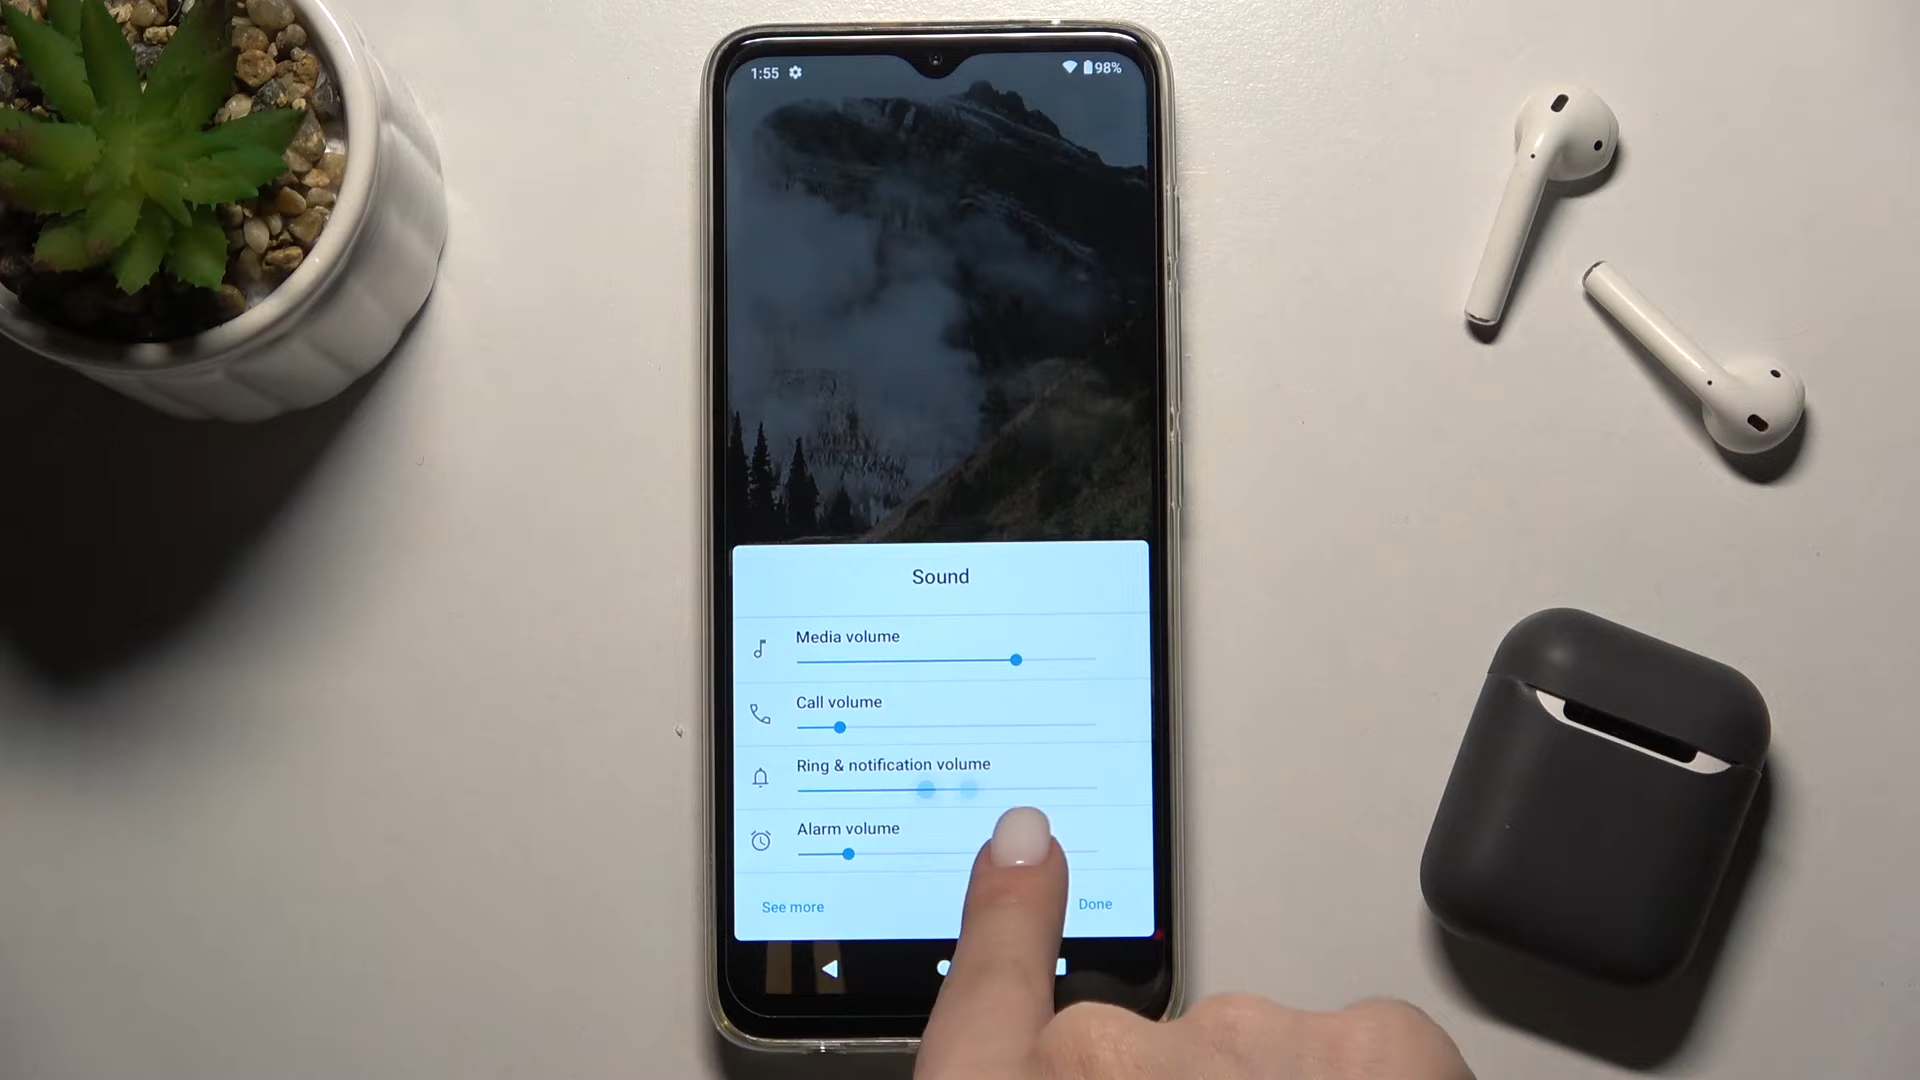 1:55
98%
Sound
Media volume
Call volume
Ring & notification volume
Alarm volume
See more
Done